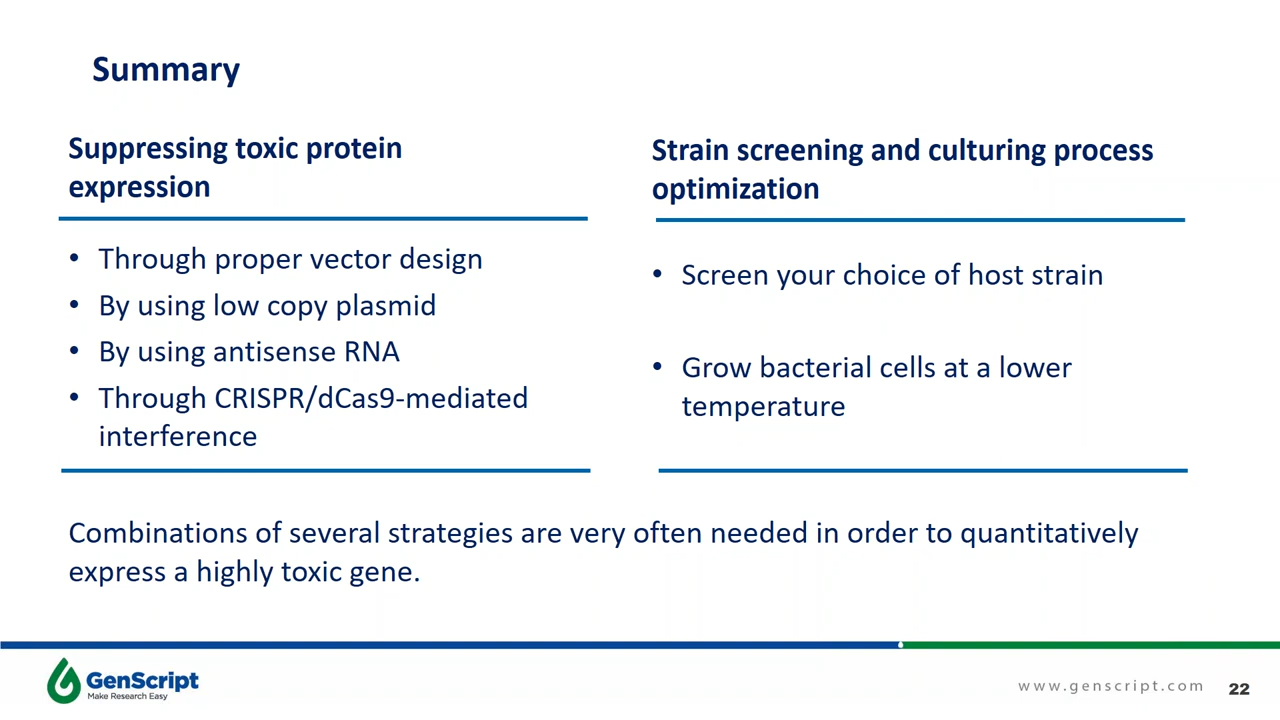 Summary
Suppressing toxic protein
expression
• Through proper vector design
• By using low copy plasmid
• By using antisense RNA
• Through CRISPR/dCas9-mediated
interference
Strain screening and culturing process
optimization
• Screen your choice of host strain
• Grow bacterial cells at a lower
temperature
Combinations of several strategies are very often needed in order to quantitatively
express a highly toxic gene.
GenScript
Make Research Easy
www.genscript.com
22